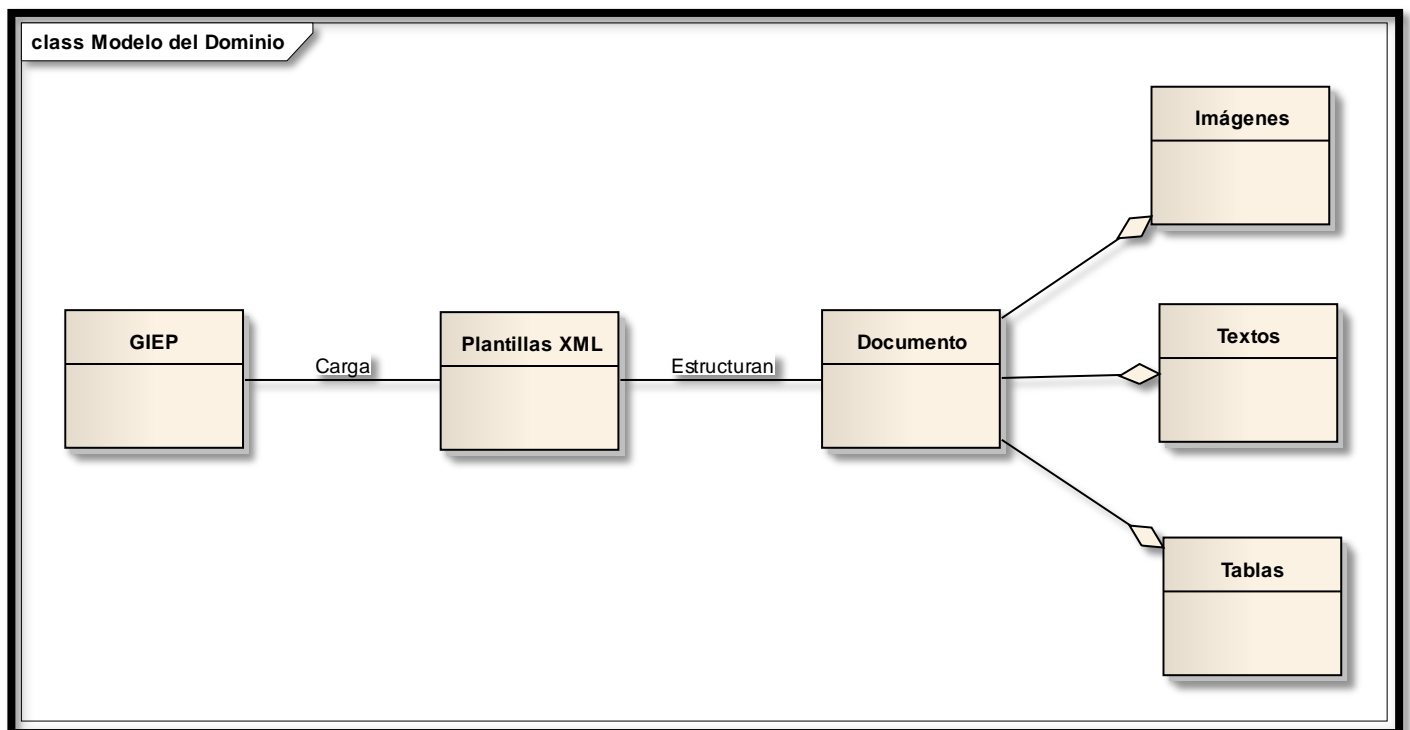 class Modelo del Dominio
Imágenes
GIEP
Carga
Plantillas XML
Estructuran
Documento
Textos
Tablas